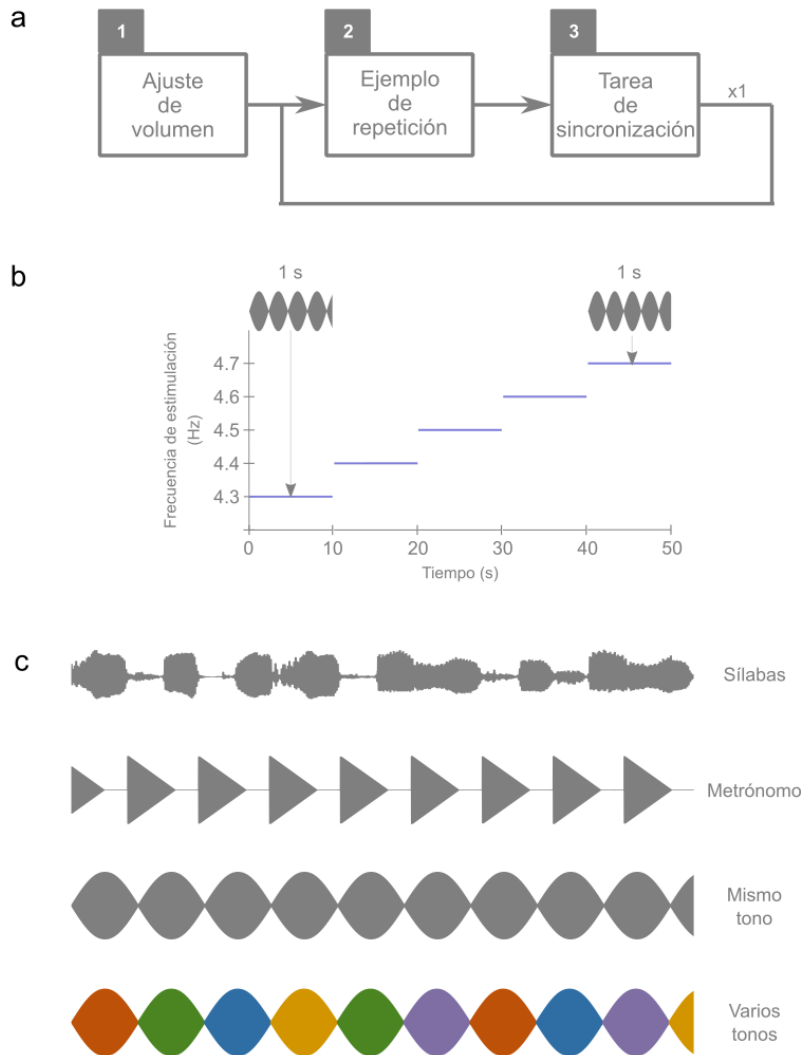 a
1
2
3
Ajuste
de
volumen
Ejemplo
de
repetición
Tarea
de
sincronización
x1
b
1 s
1 s
Frecuencia de estimulación
(Hz)
4.7
4.6
4.5
4.4
4.3
0
10
20
30
40
50
Tiempo (s)
c
Sílabas
Metrónomo
Mismo
tono
Varios
tonos